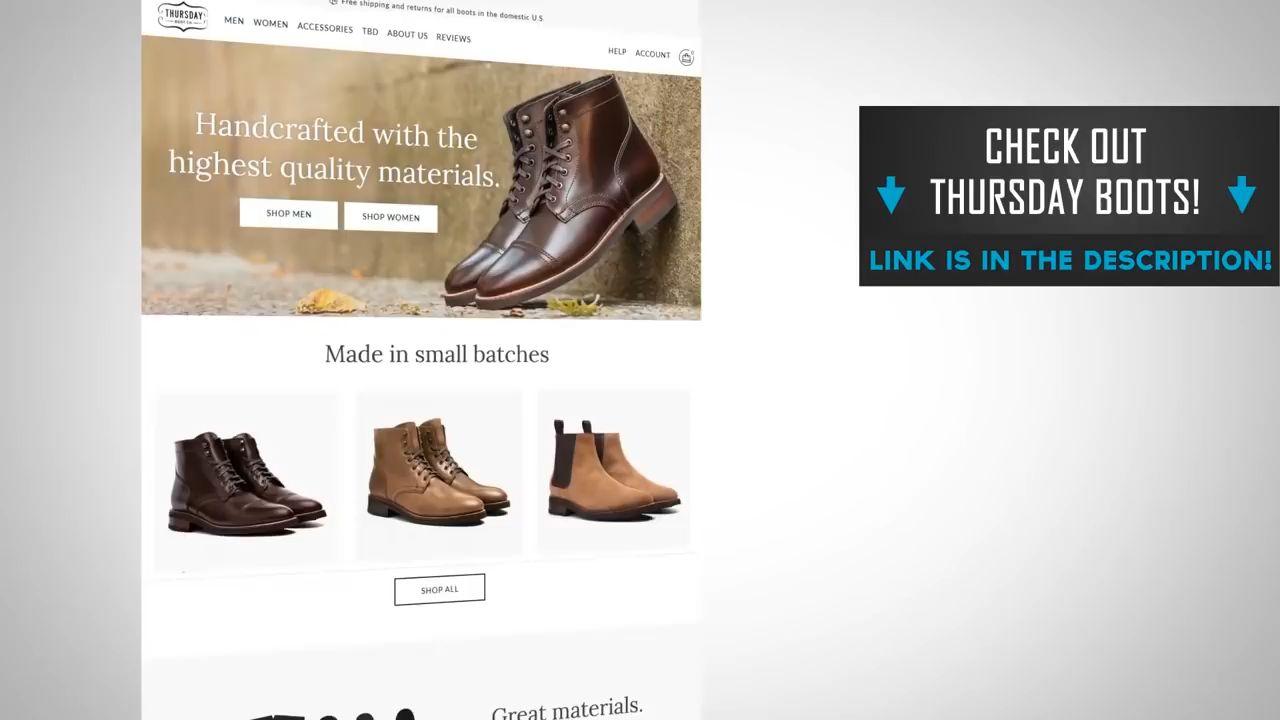 Free shipping and returns for all boots in the domestic U.S.
THURSDAY
BOOT CO.
MEN WOMEN ACCESSORIES TBD ABOUT US REVIEWS
HELP ACCOUNT
Handcrafted with the
highest quality materials.
SHOP MEN SHOP WOMEN
Made in small batches
SHOP ALL
Great materials.
CHECK OUT
THURSDAY BOOTS!
LINK IS IN THE DESCRIPTION!